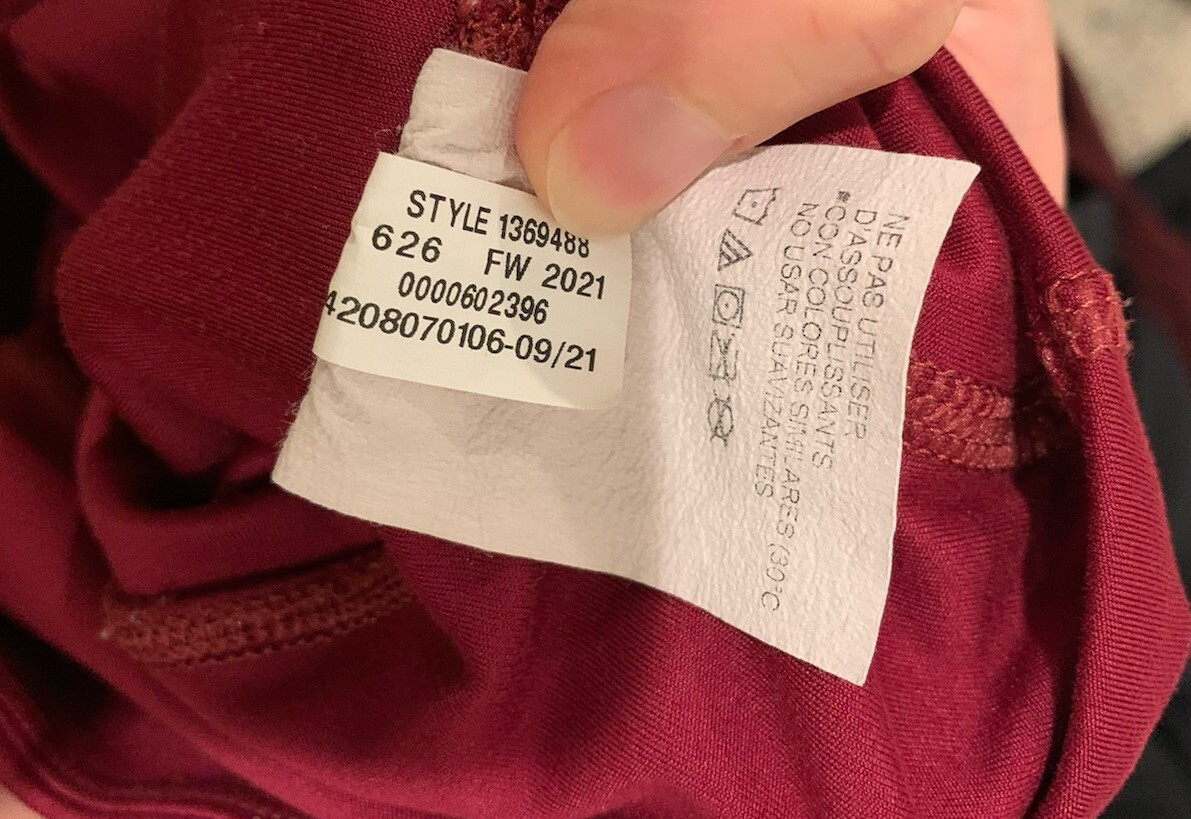 STYLE 1369488
626 FW 2021
0000602396
4208070106-09/21
NE PAS UTILISER
D'ASSOUPLISSANTS
*CON COLORES SIMILARES (30°C
NO USAR SUAVIZANTES